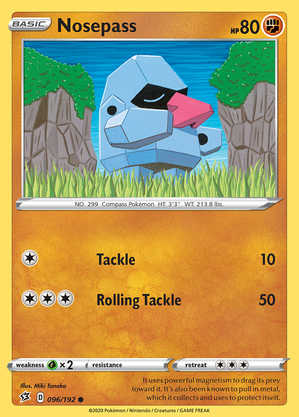 BASIC Nosepass HP 80
NO. 299 Compass Pokémon HT: 3'3" WT: 213.8 lbs.
Tackle 10
Rolling Tackle 50
weakness × 2 resistance retreat
Illus. Miki Tanaka
D 096/192 ●
It uses powerful magnetism to drag its prey
toward it. It's also been known to pull in metal,
which it collects and uses to protect itself.
©2020 Pokémon / Nintendo / Creatures / GAME FREAK